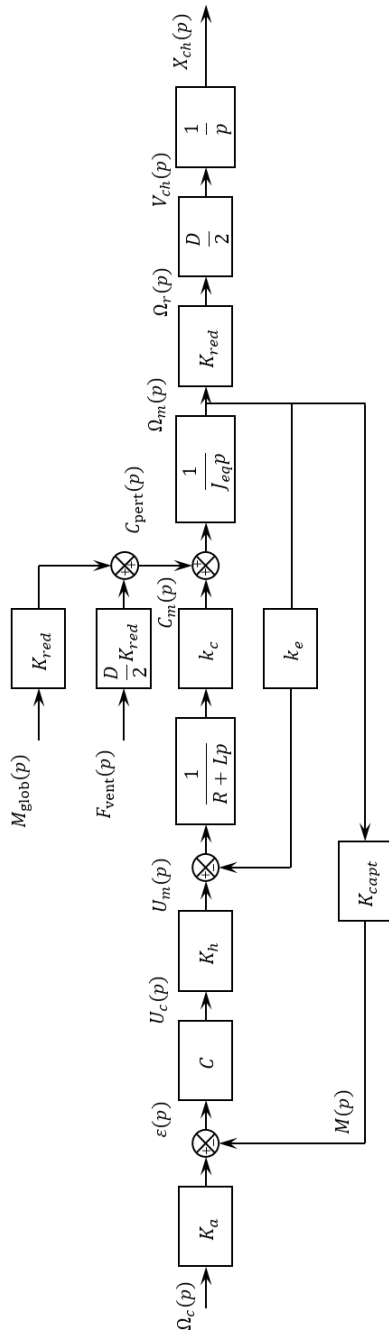 M_glob(p)
K_red
F_vent(p)
D/2 K_red
C_pert(p)
Ω_c(p)
K_a
ε(p)
C
U_c(p)
K_h
U_m(p)
1/(R + Lp)
k_c
C_m(p)
1/(J_eq p)
Ω_m(p)
K_red
Ω_r(p)
D/2
V_ch(p)
1/p
X_ch(p)
+
−
+
−
+
+
+
+
k_e
M(p)
K_capt